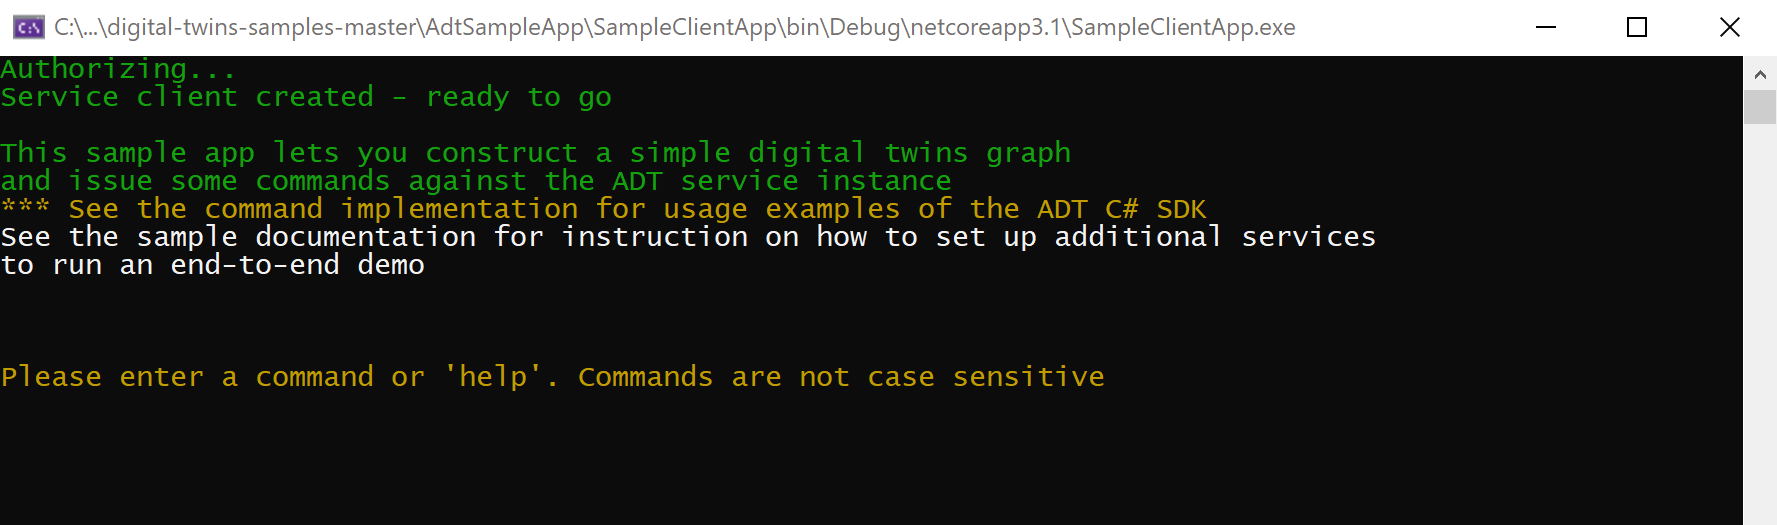 C:\...\digital-twins-samples-master\AdtSampleApp\SampleClientApp\bin\Debug\netcoreapp3.1\SampleClientApp.exe
Authorizing...
Service client created - ready to go
This sample app lets you construct a simple digital twins graph
and issue some commands against the ADT service instance
*** See the command implementation for usage examples of the ADT C# SDK
See the sample documentation for instruction on how to set up additional services
to run an end-to-end demo
Please enter a command or 'help'. Commands are not case sensitive